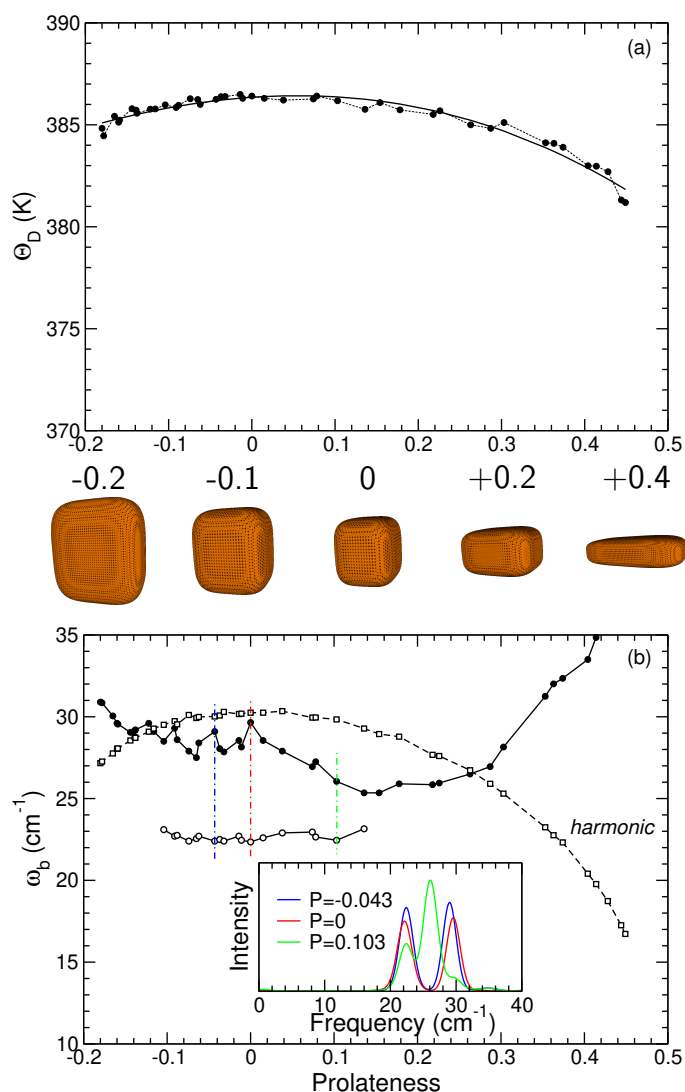 390
(a)
385
380
375
370
Θ_D (K)
-0.2 -0.1 0 0.1 0.2 0.3 0.4 0.5
-0.2 -0.1 0 +0.2 +0.4
35
(b)
30
25
20
15
10
ω_b (cm⁻¹)
harmonic
Intensity
P=-0.043
P=0
P=0.103
0 10 20 30 40
Frequency (cm⁻¹)
-0.2 -0.1 0 0.1 0.2 0.3 0.4 0.5
Prolateness